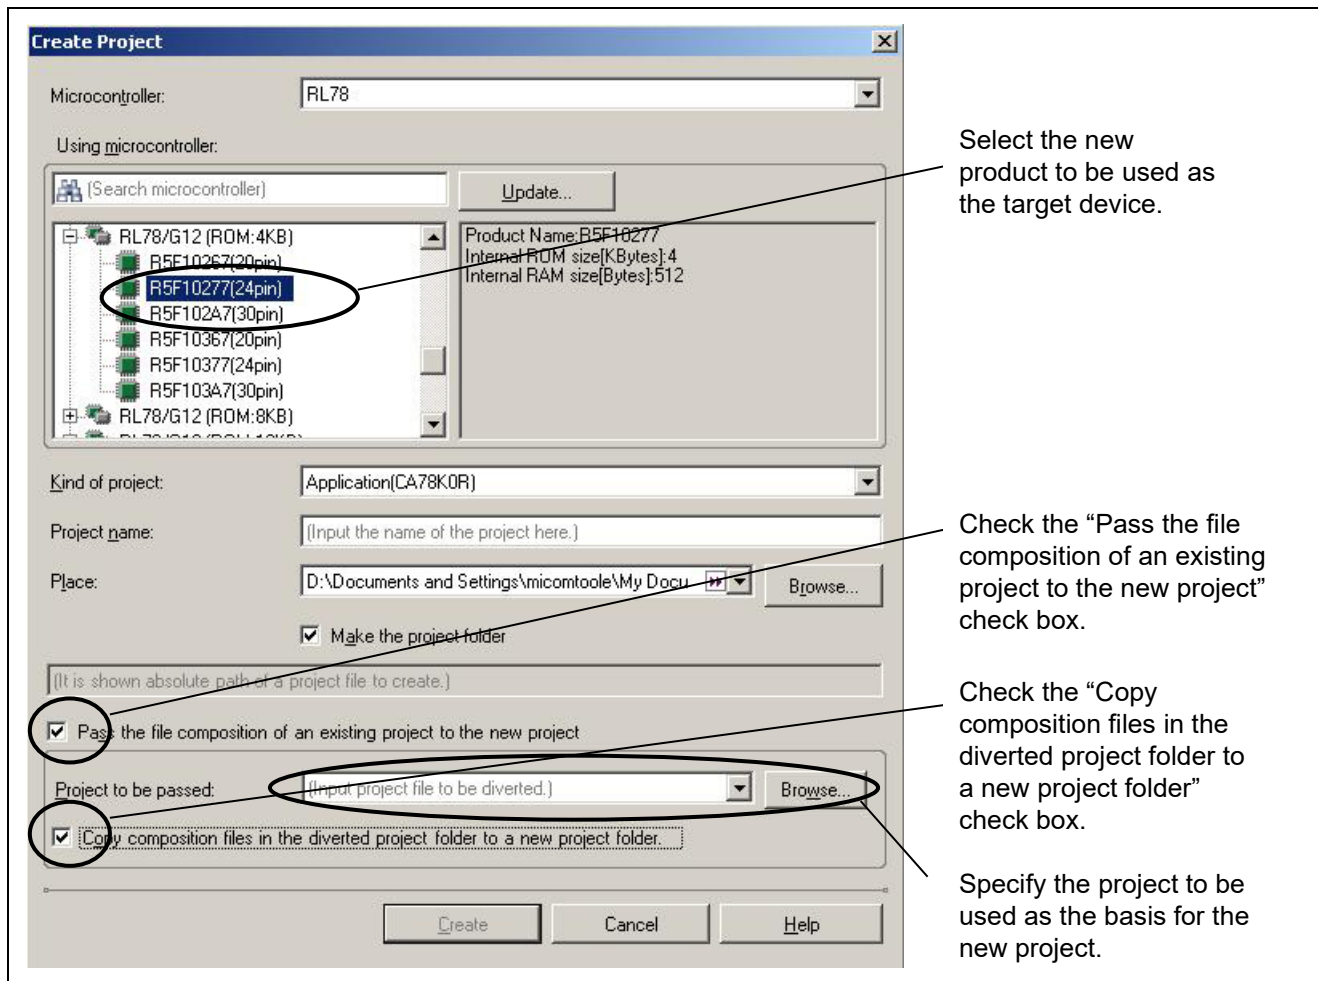 Create Project
Microcontroller:
RL78
Using microcontroller:
(Search microcontroller)
Update...
RL78/G12 (ROM:4KB)
R5F10267(20pin)
R5F10277(24pin)
R5F102A7(30pin)
R5F10367(20pin)
R5F10377(24pin)
R5F103A7(30pin)
RL78/G12 (ROM:8KB)
Product Name:R5F10277
Internal ROM size[KBytes]:4
Internal RAM size[Bytes]:512
Kind of project:
Application(CA78K0R)
Project name:
(Input the name of the project here.)
Place:
D:\Documents and Settings\micomtoole\My Docu
Browse...
Make the project folder
(It is shown absolute path of a project file to create.)
Pass the file composition of an existing project to the new project
Project to be passed:
(Input project file to be diverted.)
Browse...
Copy composition files in the diverted project folder to a new project folder.
Create
Cancel
Help
Select the new
product to be used as
the target device.
Check the “Pass the file
composition of an existing
project to the new project”
check box.
Check the “Copy
composition files in the
diverted project folder to
a new project folder”
check box.
Specify the project to be
used as the basis for the
new project.